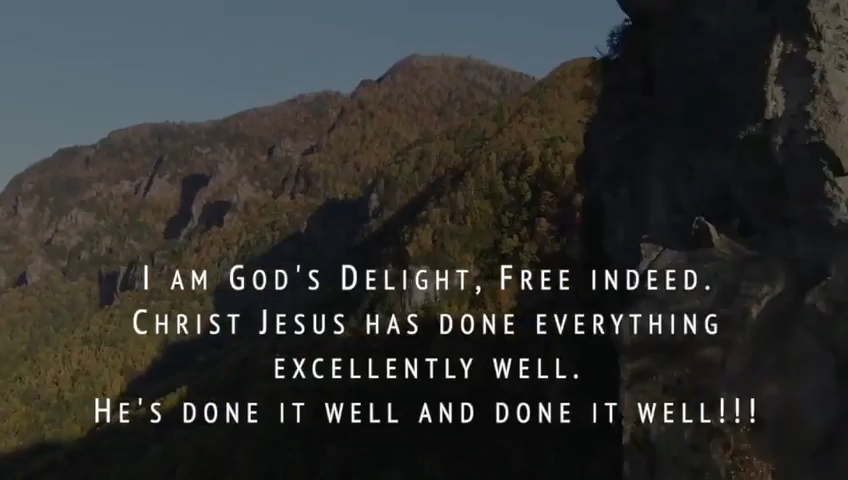 I am God's Delight, Free indeed.
Christ Jesus has done everything
excellently well.
He's done it well and done it well!!!